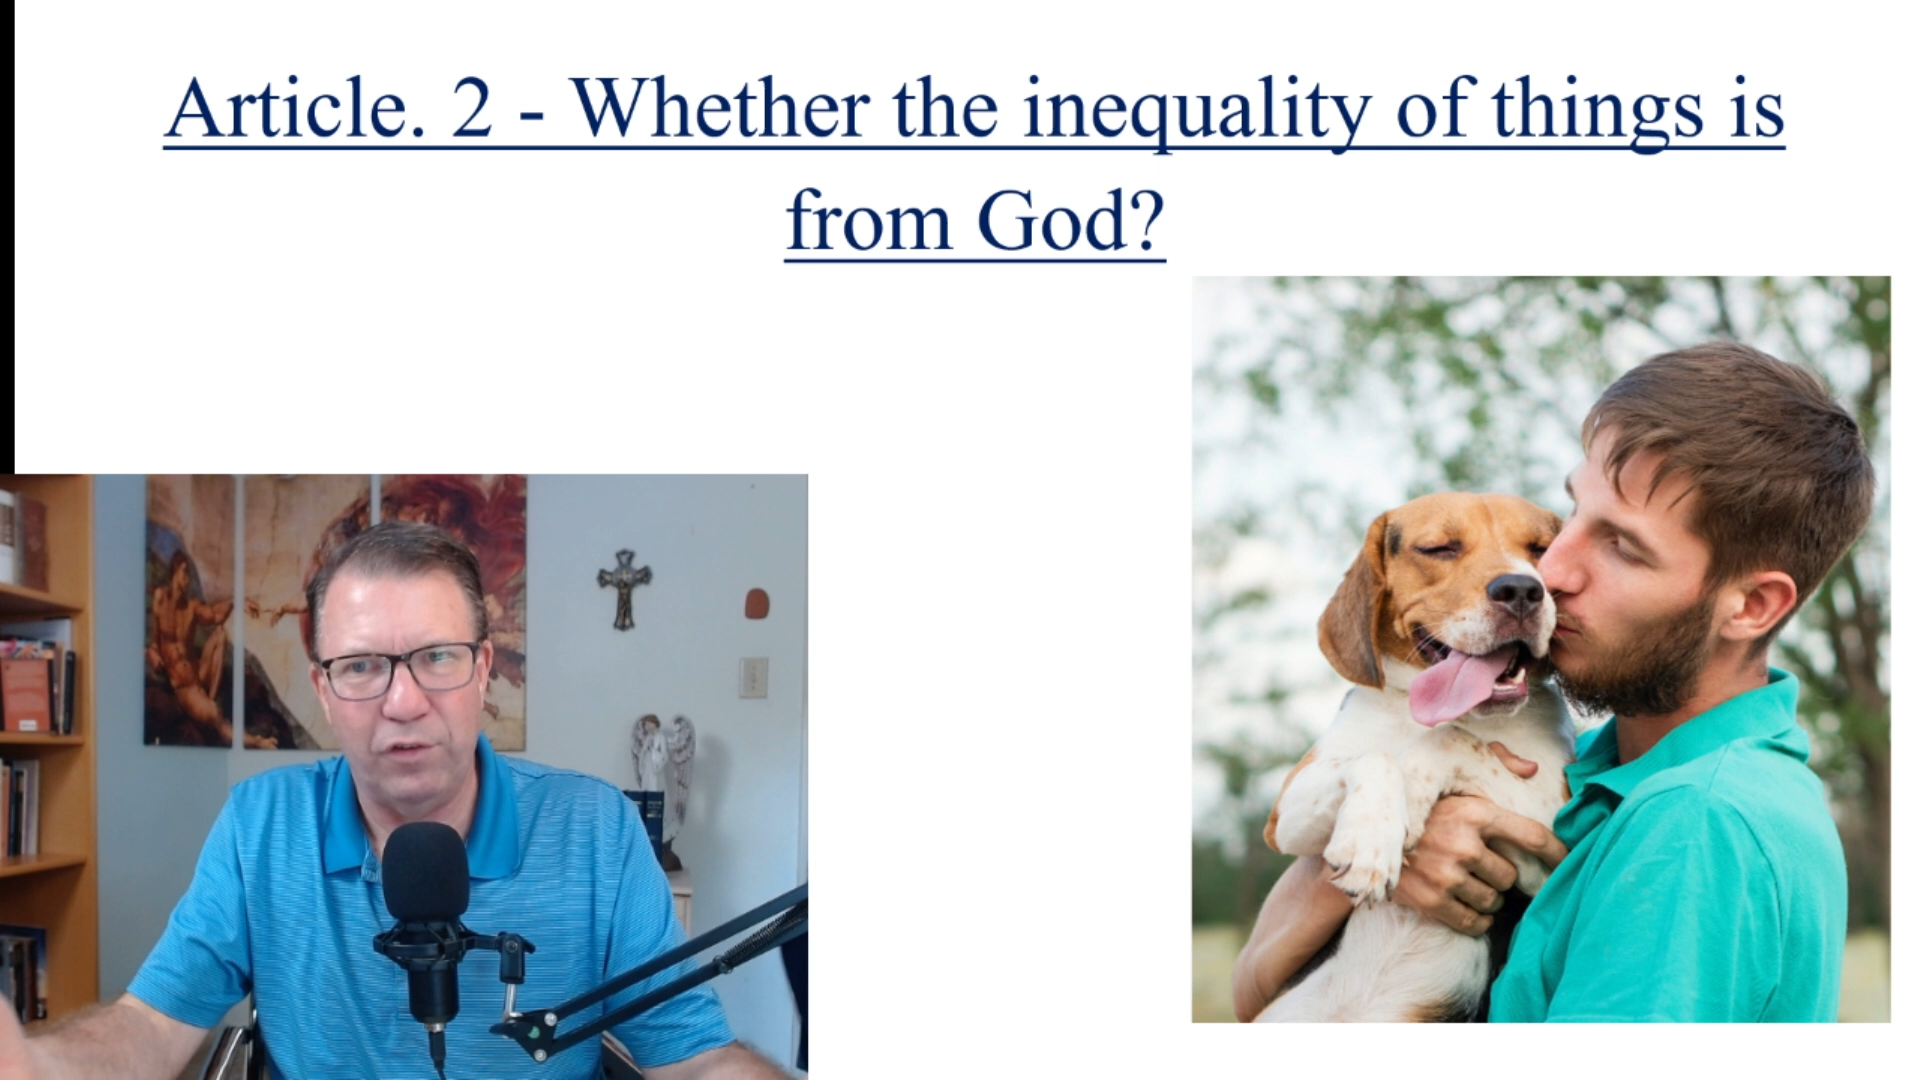 Article. 2 - Whether the inequality of things is
from God?